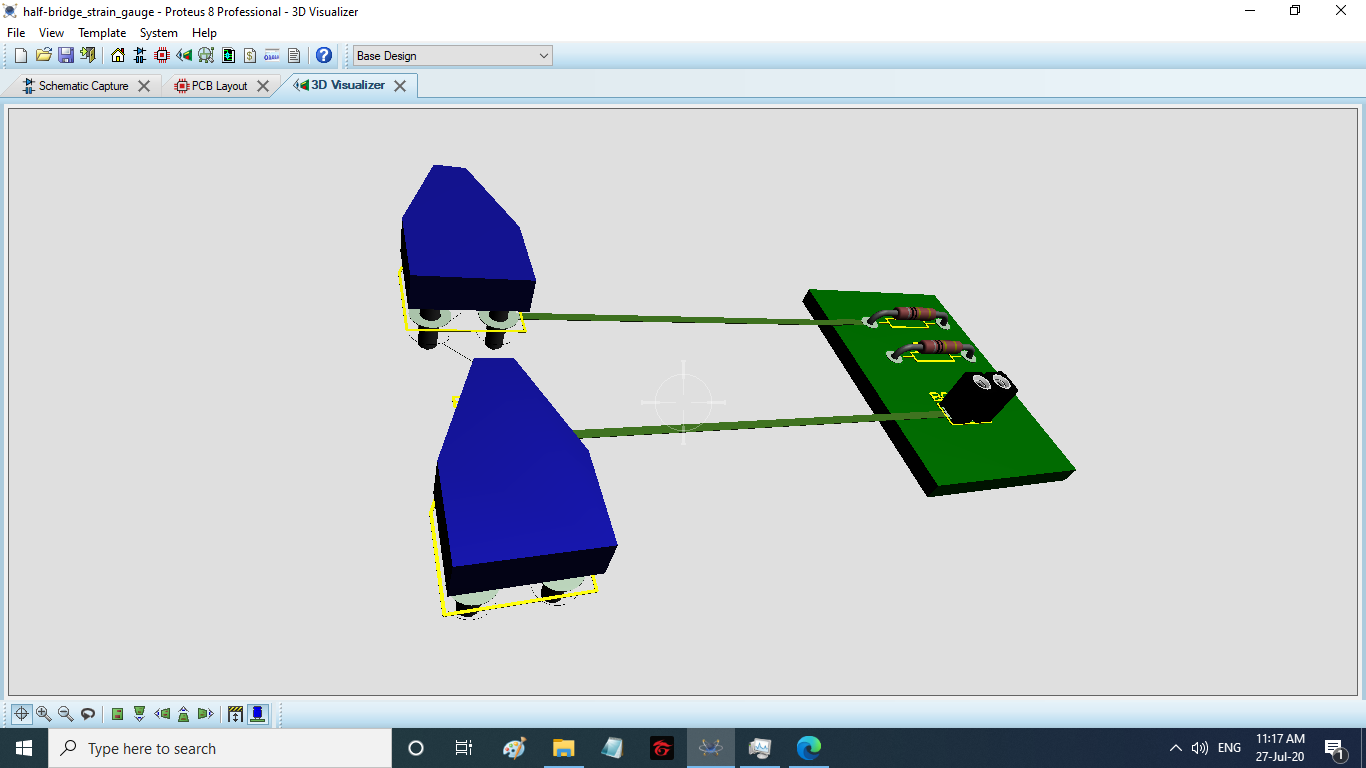 half-bridge_strain_gauge - Proteus 8 Professional - 3D Visualizer
File View Template System Help
Base Design
Schematic Capture PCB Layout 3D Visualizer
Type here to search
ENG
11:17 AM
27-Jul-20
1